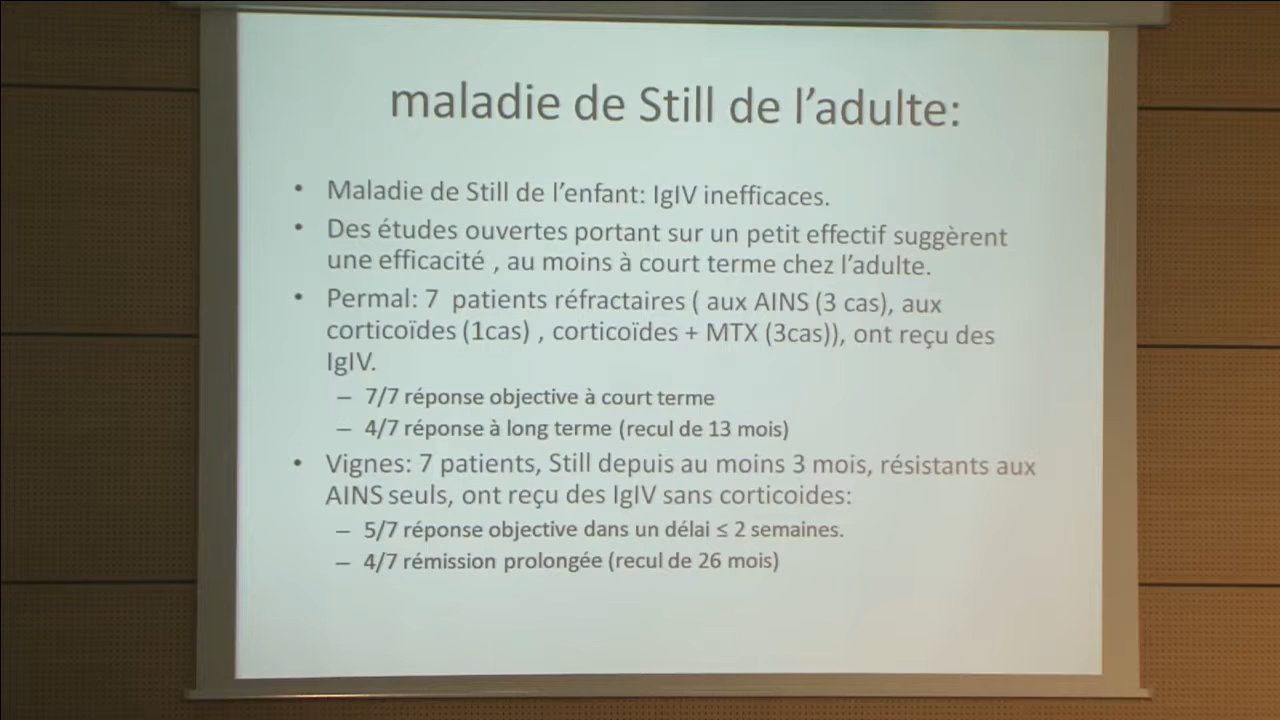 maladie de Still de l'adulte:
• Maladie de Still de l'enfant: IgIV inefficaces.
• Des études ouvertes portant sur un petit effectif suggèrent
une efficacité , au moins à court terme chez l'adulte.
• Permal: 7 patients réfractaires ( aux AINS (3 cas), aux
corticoïdes (1cas) , corticoïdes + MTX (3cas)), ont reçu des
IgIV.
– 7/7 réponse objective à court terme
– 4/7 réponse à long terme (recul de 13 mois)
• Vignes: 7 patients, Still depuis au moins 3 mois, résistants aux
AINS seuls, ont reçu des IgIV sans corticoides:
– 5/7 réponse objective dans un délai ≤ 2 semaines.
– 4/7 rémission prolongée (recul de 26 mois)